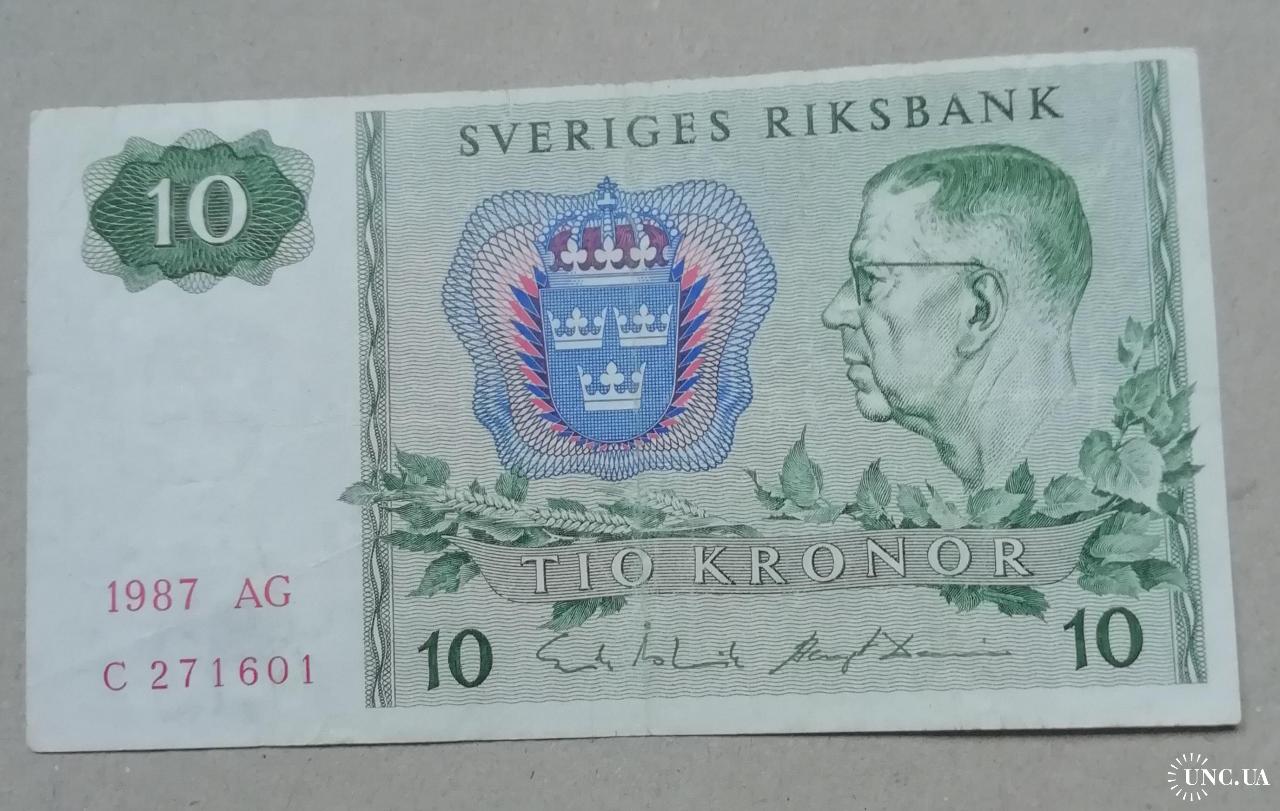 SVERIGES RIKSBANK
10
TIO KRONOR
1987 AG
C 271601
10
10
UNC.UA